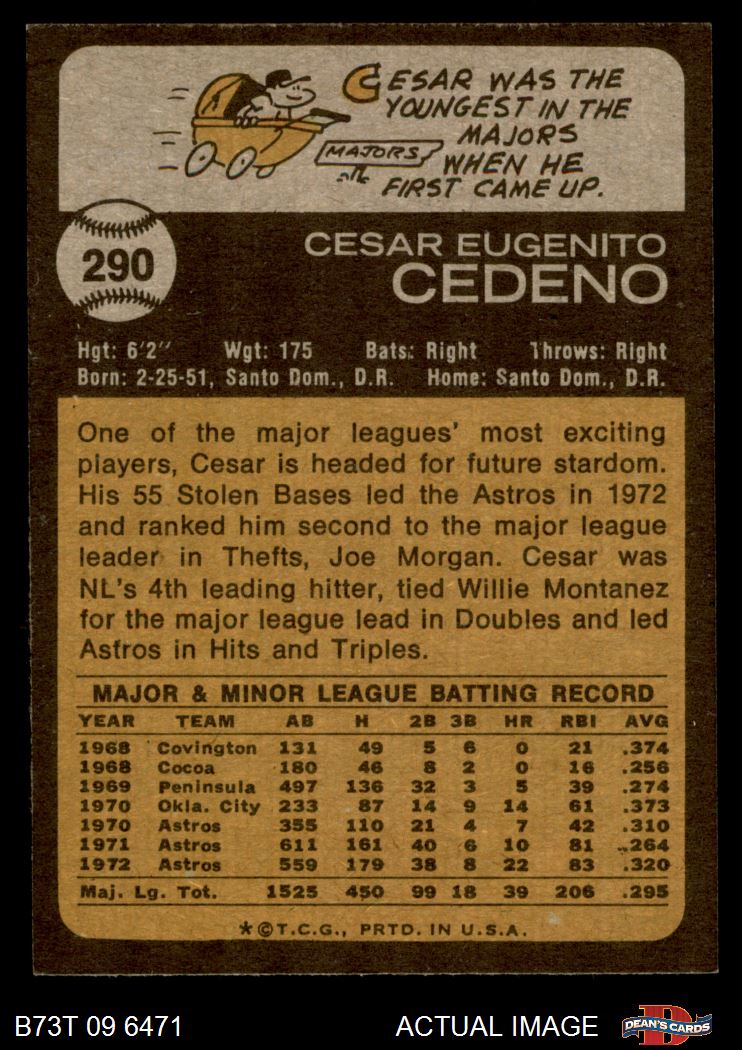 CESAR WAS THE
YOUNGEST IN THE
MAJORS
WHEN HE
FIRST CAME UP.
MAJORS
290
CESAR EUGENITO
CEDENO
Hgt: 6'2" Wgt: 175 Bats: Right Throws: Right
Born: 2-25-51, Santo Dom., D.R. Home: Santo Dom., D.R.
One of the major leagues' most exciting
players, Cesar is headed for future stardom.
His 55 Stolen Bases led the Astros in 1972
and ranked him second to the major league
leader in Thefts, Joe Morgan. Cesar was
NL's 4th leading hitter, tied Willie Montanez
for the major league lead in Doubles and led
Astros in Hits and Triples.
MAJOR & MINOR LEAGUE BATTING RECORD
YEAR TEAM AB H 2B 3B HR RBI AVG
1968 Covington 131 49 5 6 0 21 .374
1968 Cocoa 180 46 8 2 0 16 .256
1969 Peninsula 497 136 32 3 5 39 .274
1970 Okla. City 233 87 14 9 14 61 .373
1970 Astros 355 110 21 4 7 42 .310
1971 Astros 611 161 40 6 10 81 .264
1972 Astros 559 179 38 8 22 83 .320
Maj. Lg. Tot. 1525 450 99 18 39 206 .295
*©T.C.G., PRTD. IN U.S.A.
B73T 09 6471 ACTUAL IMAGE D DEAN'S CARDS